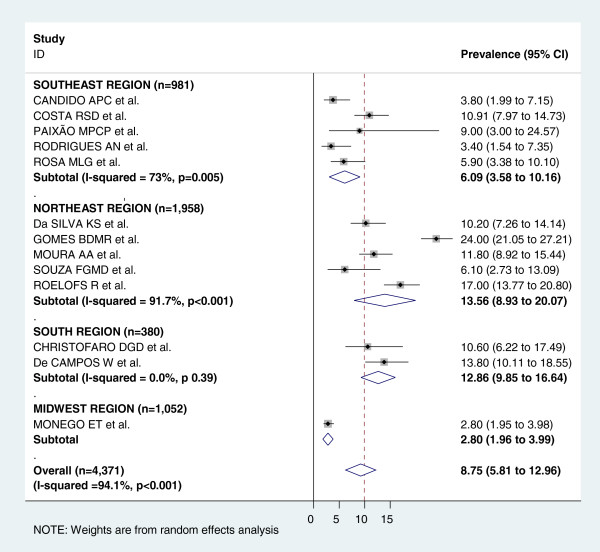 Study
ID
Prevalence (95% CI)
SOUTHEAST REGION (n=981)
CANDIDO APC et al. 3.80 (1.99 to 7.15)
COSTA RSD et al. 10.91 (7.97 to 14.73)
PAIXÃO MPCP et al. 9.00 (3.00 to 24.57)
RODRIGUES AN et al. 3.40 (1.54 to 7.35)
ROSA MLG et al. 5.90 (3.38 to 10.10)
Subtotal (I-squared = 73%, p=0.005) 6.09 (3.58 to 10.16)
.
NORTHEAST REGION (n=1,958)
Da SILVA KS et al. 10.20 (7.26 to 14.14)
GOMES BDMR et al. 24.00 (21.05 to 27.21)
MOURA AA et al. 11.80 (8.92 to 15.44)
SOUZA FGMD et al. 6.10 (2.73 to 13.09)
ROELOFS R et al. 17.00 (13.77 to 20.80)
Subtotal (I-squared = 91.7%, p<0.001) 13.56 (8.93 to 20.07)
.
SOUTH REGION (n=380)
CHRISTOFARO DGD et al. 10.60 (6.22 to 17.49)
De CAMPOS W et al. 13.80 (10.11 to 18.55)
Subtotal (I-squared = 0.0%, p 0.39) 12.86 (9.85 to 16.64)
.
MIDWEST REGION (n=1,052)
MONEGO ET et al. 2.80 (1.95 to 3.98)
Subtotal 2.80 (1.96 to 3.99)
.
Overall (n=4,371) 8.75 (5.81 to 12.96)
(I-squared =94.1%, p<0.001)
0 5 10 15
NOTE: Weights are from random effects analysis